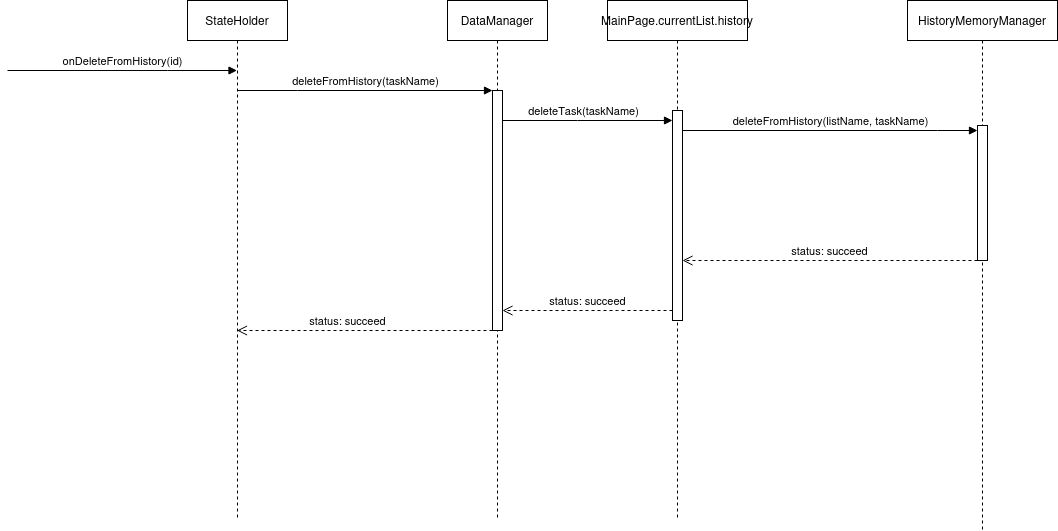 StateHolder
DataManager
MainPage.currentList.history
HistoryMemoryManager
onDeleteFromHistory(id)
deleteFromHistory(taskName)
deleteTask(taskName)
deleteFromHistory(listName, taskName)
status: succeed
status: succeed
status: succeed